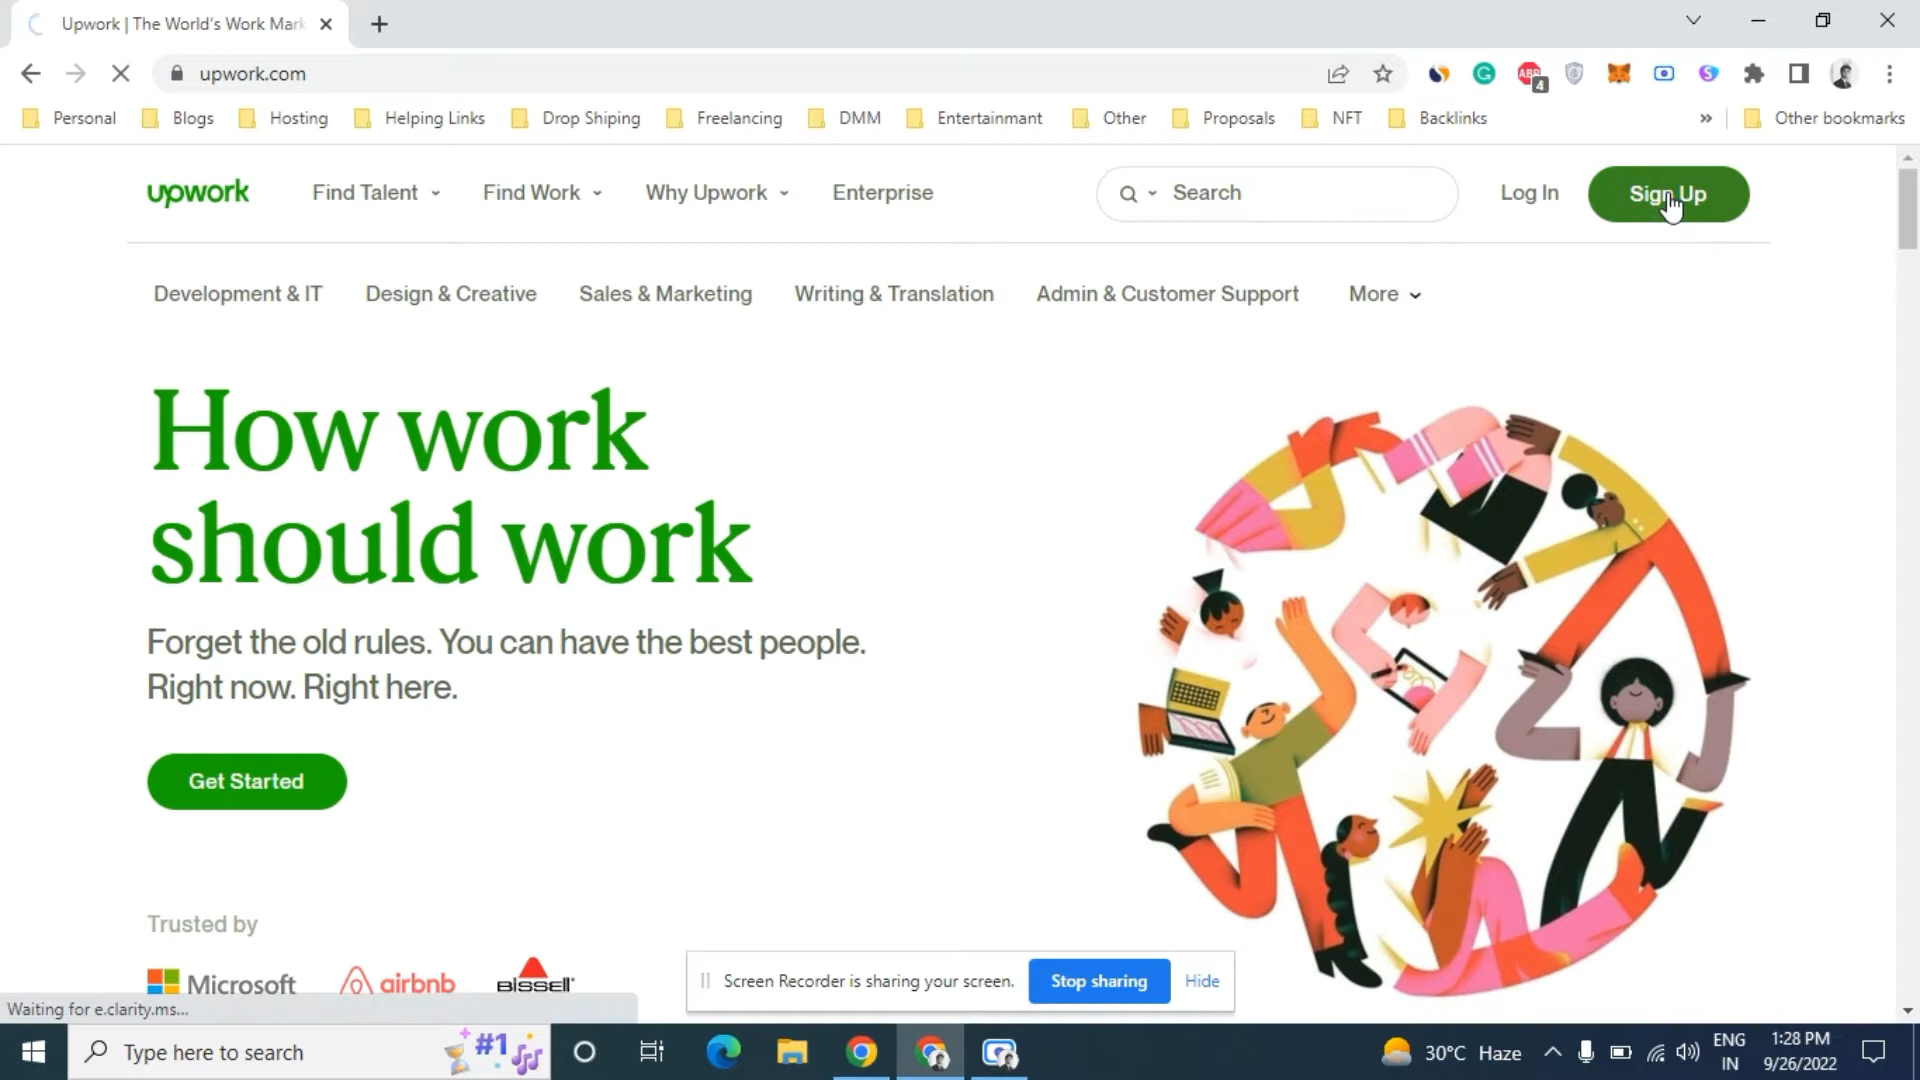 Upwork | The World's Work Mark
upwork.com
ABP 4
Personal Blogs Hosting Helping Links Drop Shiping Freelancing DMM Entertainmant Other Proposals NFT Backlinks » Other bookmarks
upwork Find Talent Find Work Why Upwork Enterprise Search Log In Sign Up
Development & IT Design & Creative Sales & Marketing Writing & Translation Admin & Customer Support More
How work
should work
Forget the old rules. You can have the best people.
Right now. Right here.
Get Started
Trusted by
Microsoft airbnb BISSELL
Screen Recorder is sharing your screen. Stop sharing Hide
Waiting for e.clarity.ms...
Type here to search #1 30°C Haze ENG 1:28 PM
IN 9/26/2022